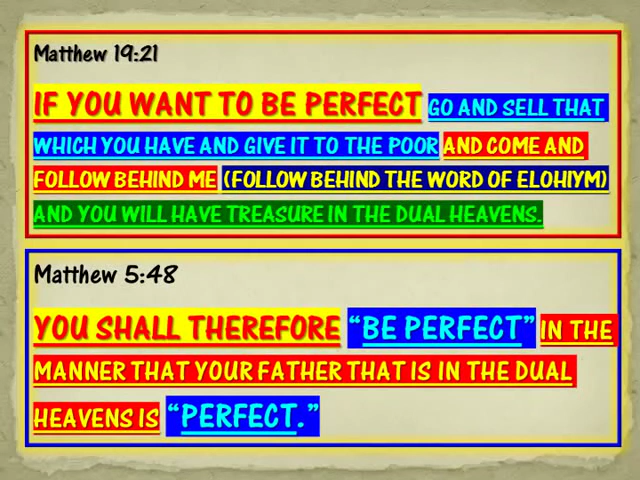 Matthew 19:21
IF YOU WANT TO BE PERFECT GO AND SELL THAT
WHICH YOU HAVE AND GIVE IT TO THE POOR AND COME AND
FOLLOW BEHIND ME (FOLLOW BEHIND THE WORD OF ELOHIYM)
AND YOU WILL HAVE TREASURE IN THE DUAL HEAVENS.
Matthew 5:48
YOU SHALL THEREFORE “BE PERFECT” IN THE
MANNER THAT YOUR FATHER THAT IS IN THE DUAL
HEAVENS IS “PERFECT.”